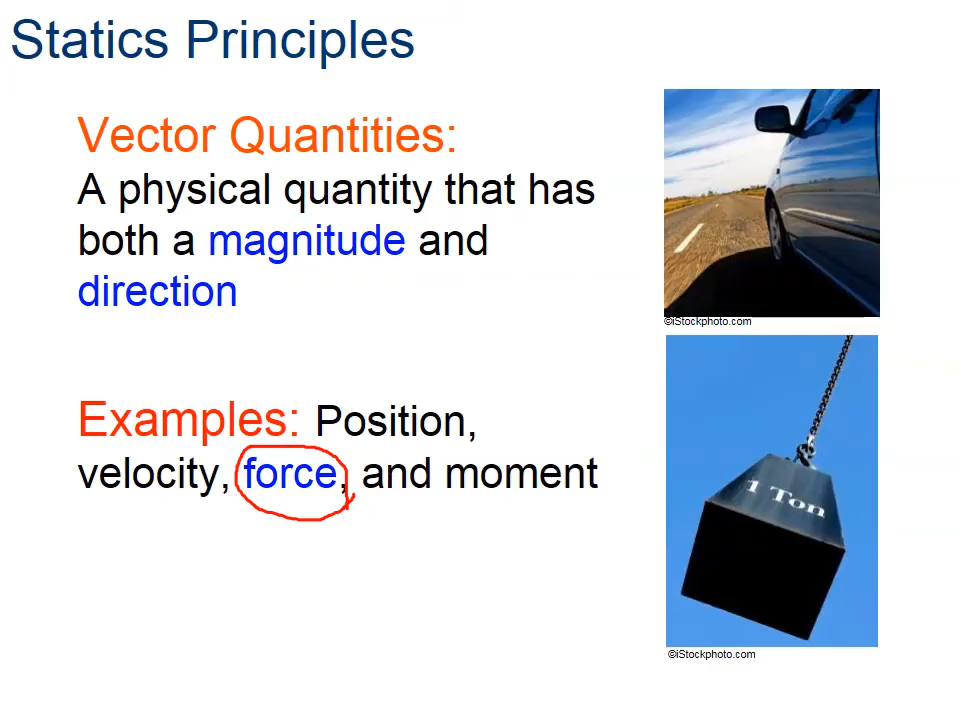 Statics Principles
Vector Quantities:
A physical quantity that has
both a magnitude and
direction
©iStockphoto.com
Examples: Position,
velocity, force, and moment
1 Ton
©iStockphoto.com